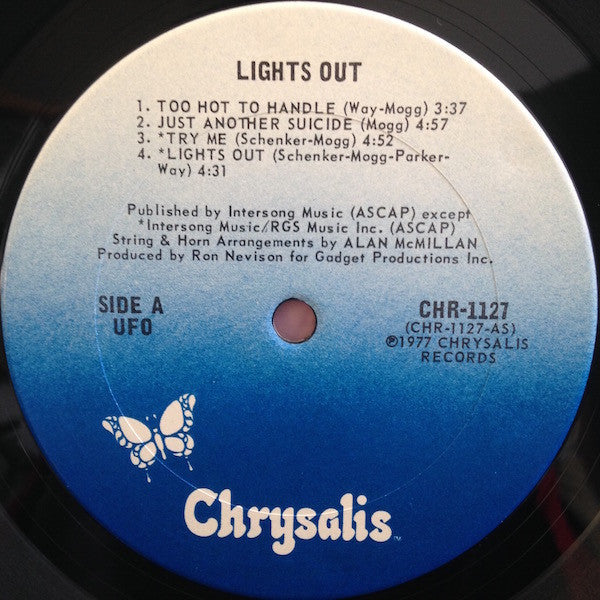 LIGHTS OUT
1. TOO HOT TO HANDLE (Way-Mogg) 3:37
2. JUST ANOTHER SUICIDE (Mogg) 4:57
3. *TRY ME (Schenker-Mogg) 4:52
4. *LIGHTS OUT (Schenker-Mogg-Parker-
Way) 4:31
Published by Intersong Music (ASCAP) except
*Intersong Music/RGS Music Inc. (ASCAP)
String & Horn Arrangements by ALAN McMILLAN
Produced by Ron Nevison for Gadget Productions Inc.
SIDE A
UFO
CHR-1127
(CHR-1127-AS)
℗1977 CHRYSALIS
RECORDS
Chrysalis™